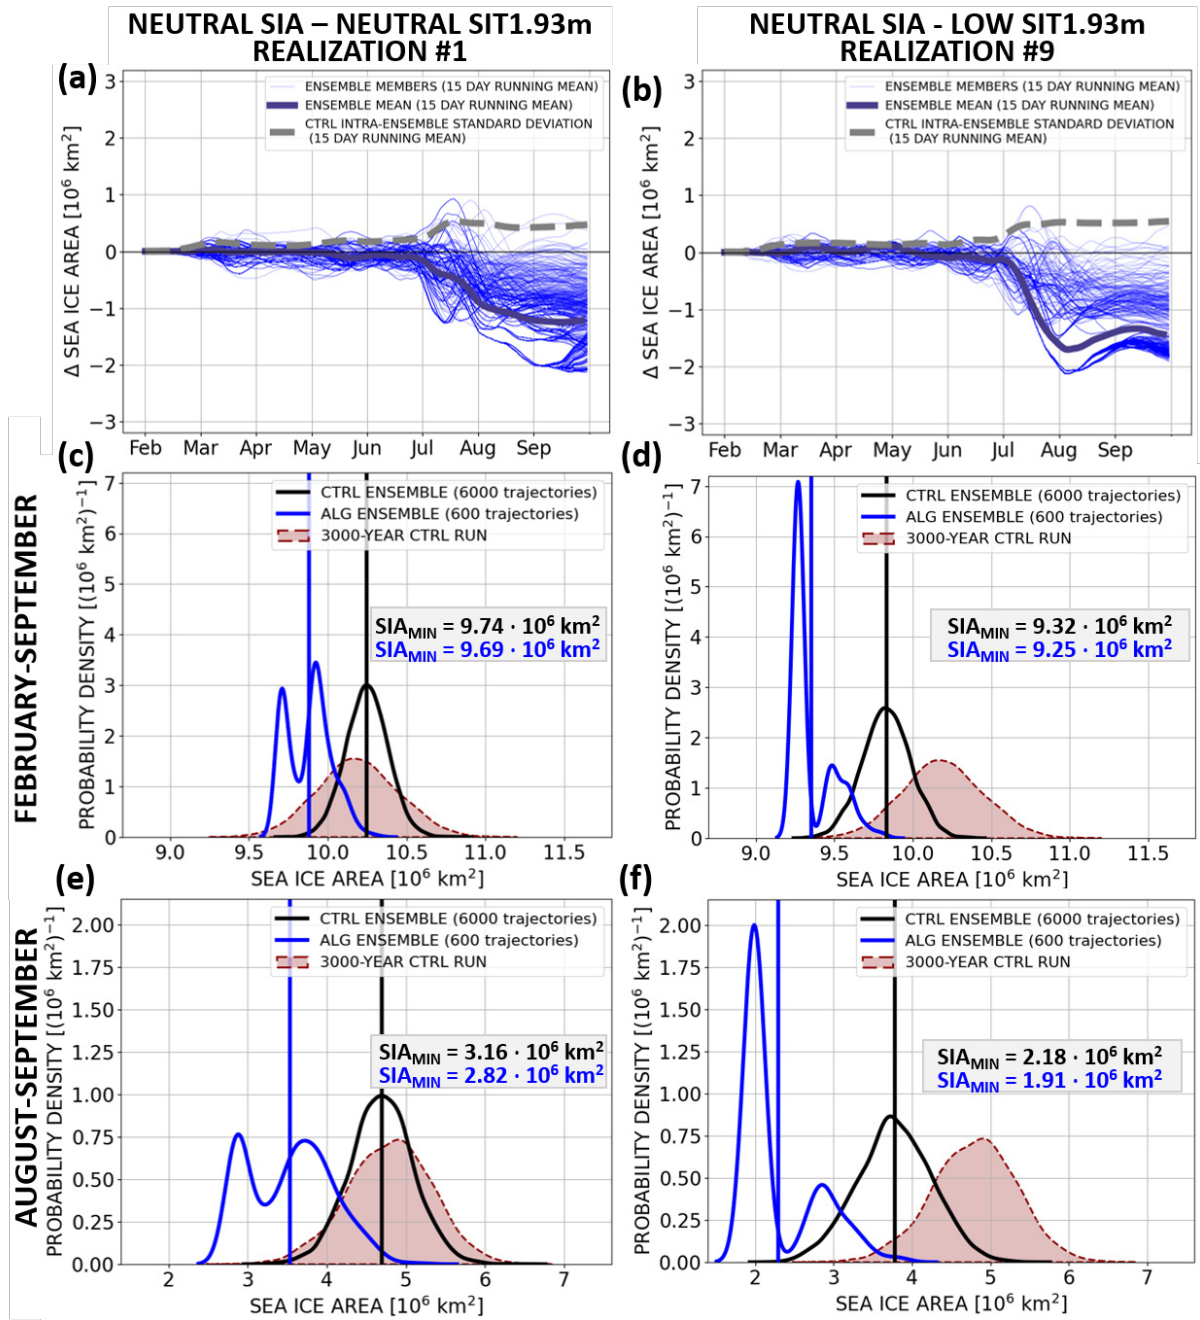 NEUTRAL SIA – NEUTRAL SIT1.93m
REALIZATION #1
NEUTRAL SIA - LOW SIT1.93m
REALIZATION #9
(a)
ENSEMBLE MEMBERS (15 DAY RUNNING MEAN)
ENSEMBLE MEAN (15 DAY RUNNING MEAN)
CTRL INTRA-ENSEMBLE STANDARD DEVIATION
(15 DAY RUNNING MEAN)
Δ SEA ICE AREA [10⁶ km²]
3
2
1
0
−1
−2
−3
Feb Mar Apr May Jun Jul Aug Sep
(b)
ENSEMBLE MEMBERS (15 DAY RUNNING MEAN)
ENSEMBLE MEAN (15 DAY RUNNING MEAN)
CTRL INTRA-ENSEMBLE STANDARD DEVIATION
(15 DAY RUNNING MEAN)
Δ SEA ICE AREA [10⁶ km²]
3
2
1
0
−1
−2
−3
Feb Mar Apr May Jun Jul Aug Sep
FEBRUARY-SEPTEMBER
(c)
CTRL ENSEMBLE (6000 trajectories)
ALG ENSEMBLE (600 trajectories)
3000-YEAR CTRL RUN
SIA_MIN = 9.74 · 10⁶ km²
SIA_MIN = 9.69 · 10⁶ km²
PROBABILITY DENSITY [(10⁶ km²)⁻¹]
7
6
5
4
3
2
1
0
9.0 9.5 10.0 10.5 11.0 11.5
SEA ICE AREA [10⁶ km²]
(d)
CTRL ENSEMBLE (6000 trajectories)
ALG ENSEMBLE (600 trajectories)
3000-YEAR CTRL RUN
SIA_MIN = 9.32 · 10⁶ km²
SIA_MIN = 9.25 · 10⁶ km²
PROBABILITY DENSITY [(10⁶ km²)⁻¹]
7
6
5
4
3
2
1
0
9.0 9.5 10.0 10.5 11.0 11.5
SEA ICE AREA [10⁶ km²]
AUGUST-SEPTEMBER
(e)
CTRL ENSEMBLE (6000 trajectories)
ALG ENSEMBLE (600 trajectories)
3000-YEAR CTRL RUN
SIA_MIN = 3.16 · 10⁶ km²
SIA_MIN = 2.82 · 10⁶ km²
PROBABILITY DENSITY [(10⁶ km²)⁻¹]
2.00
1.75
1.50
1.25
1.00
0.75
0.50
0.25
0.00
2 3 4 5 6 7
SEA ICE AREA [10⁶ km²]
(f)
CTRL ENSEMBLE (6000 trajectories)
ALG ENSEMBLE (600 trajectories)
3000-YEAR CTRL RUN
SIA_MIN = 2.18 · 10⁶ km²
SIA_MIN = 1.91 · 10⁶ km²
PROBABILITY DENSITY [(10⁶ km²)⁻¹]
2.00
1.75
1.50
1.25
1.00
0.75
0.50
0.25
0.00
2 3 4 5 6 7
SEA ICE AREA [10⁶ km²]